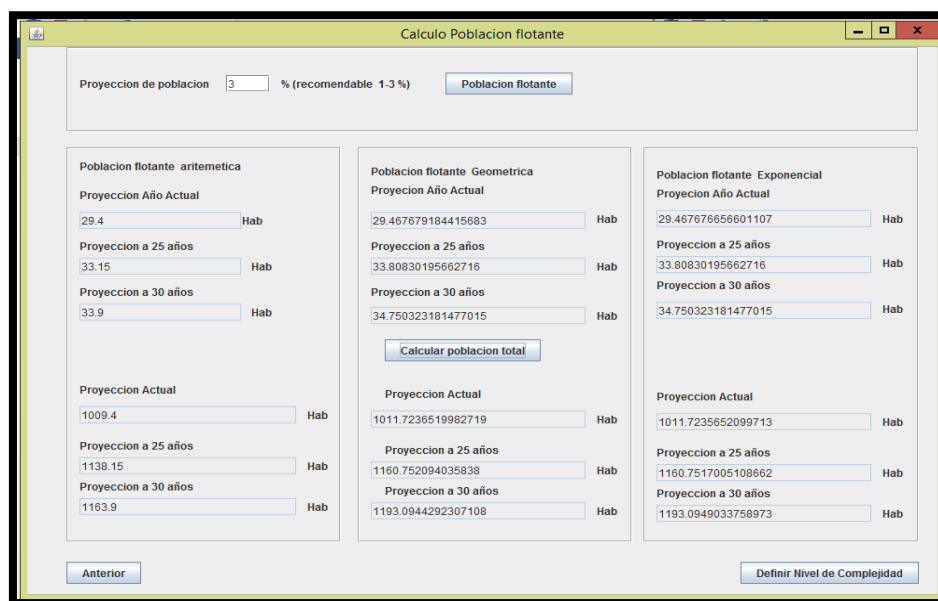 Calculo Poblacion flotante
Proyeccion de poblacion 3 % (recomendable 1-3 %) Poblacion flotante
Poblacion flotante aritemetica
Proyeccion Año Actual
29.4 Hab
Proyeccion a 25 años
33.15 Hab
Proyeccion a 30 años
33.9 Hab
Proyeccion Actual
1009.4 Hab
Proyeccion a 25 años
1138.15 Hab
Proyeccion a 30 años
1163.9 Hab
Poblacion flotante Geometrica
Proyecion Año Actual
29.467679184415683 Hab
Proyeccion a 25 años
33.80830195662716 Hab
Proyeccion a 30 años
34.750323181477015 Hab
Calcular poblacion total
Proyeccion Actual
1011.7236519982719 Hab
Proyeccion a 25 años
1160.752094035838 Hab
Proyeccion a 30 años
1193.0944292307108 Hab
Poblacion flotante Exponencial
Proyecion Año Actual
29.467676656601107 Hab
Proyeccion a 25 años
33.80830195662716 Hab
Proyeccion a 30 años
34.750323181477015 Hab
Proyeccion Actual
1011.7235652099713 Hab
Proyeccion a 25 años
1160.7517005108662 Hab
Proyeccion a 30 años
1193.0949033758973 Hab
Anterior
Definir Nivel de Complejidad